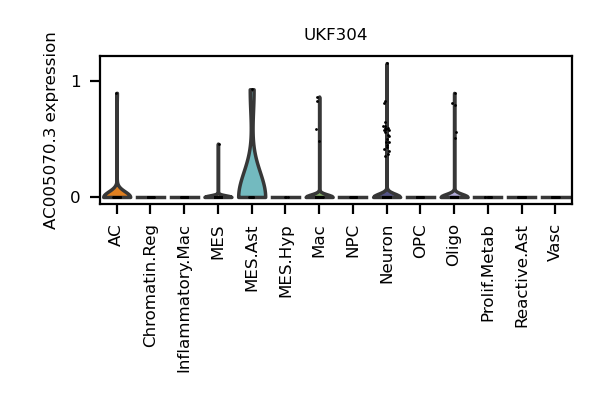 UKF304
AC005070.3 expression
1
0
AC
Chromatin.Reg
Inflammatory.Mac
MES
MES.Ast
MES.Hyp
Mac
NPC
Neuron
OPC
Oligo
Prolif.Metab
Reactive.Ast
Vasc